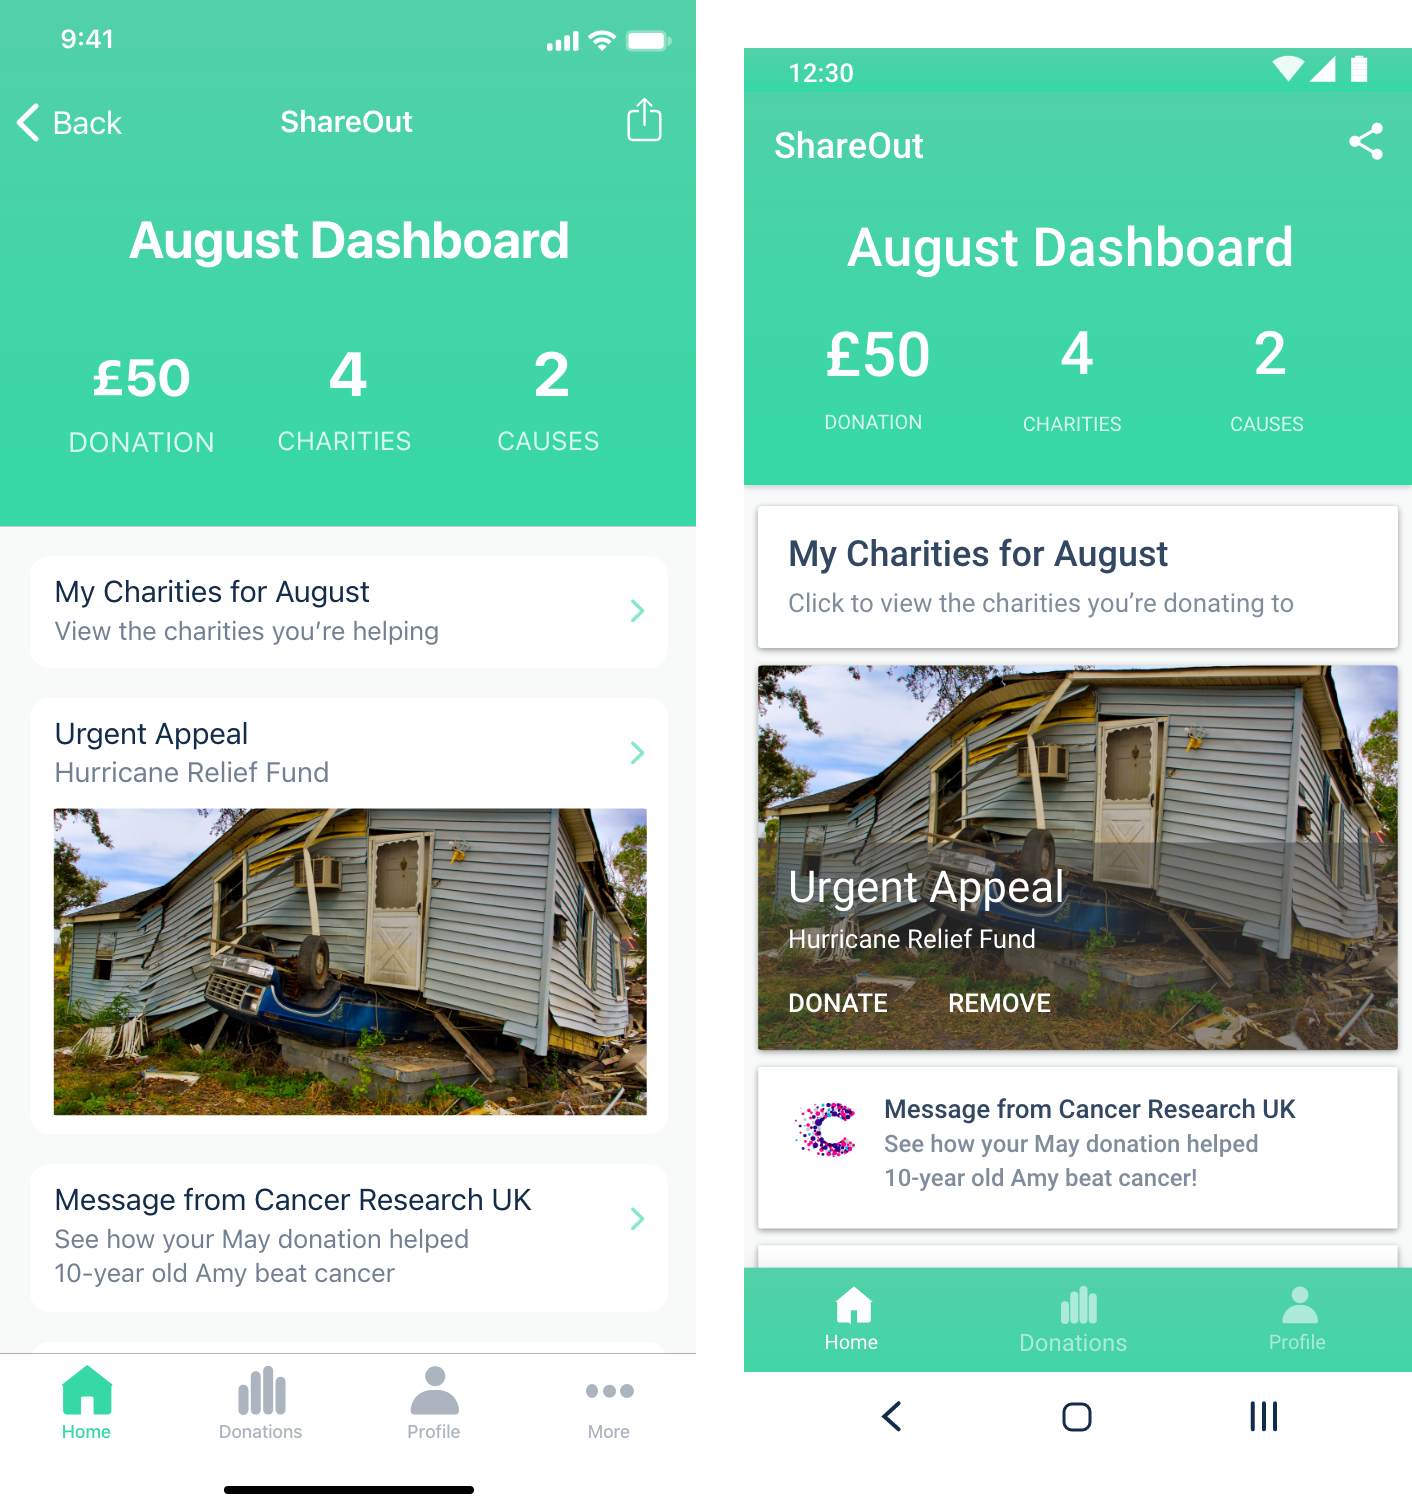 9:41
Back
ShareOut
August Dashboard
£50
4
2
DONATION
CHARITIES
CAUSES
My Charities for August
View the charities you're helping
Urgent Appeal
Hurricane Relief Fund
Message from Cancer Research UK
See how your May donation helped
10-year old Amy beat cancer
Home
Donations
Profile
More
12:30
ShareOut
August Dashboard
£50
4
2
DONATION
CHARITIES
CAUSES
My Charities for August
Click to view the charities you’re donating to
Urgent Appeal
Hurricane Relief Fund
DONATE
REMOVE
Message from Cancer Research UK
See how your May donation helped
10-year old Amy beat cancer!
Home
Donations
Profile